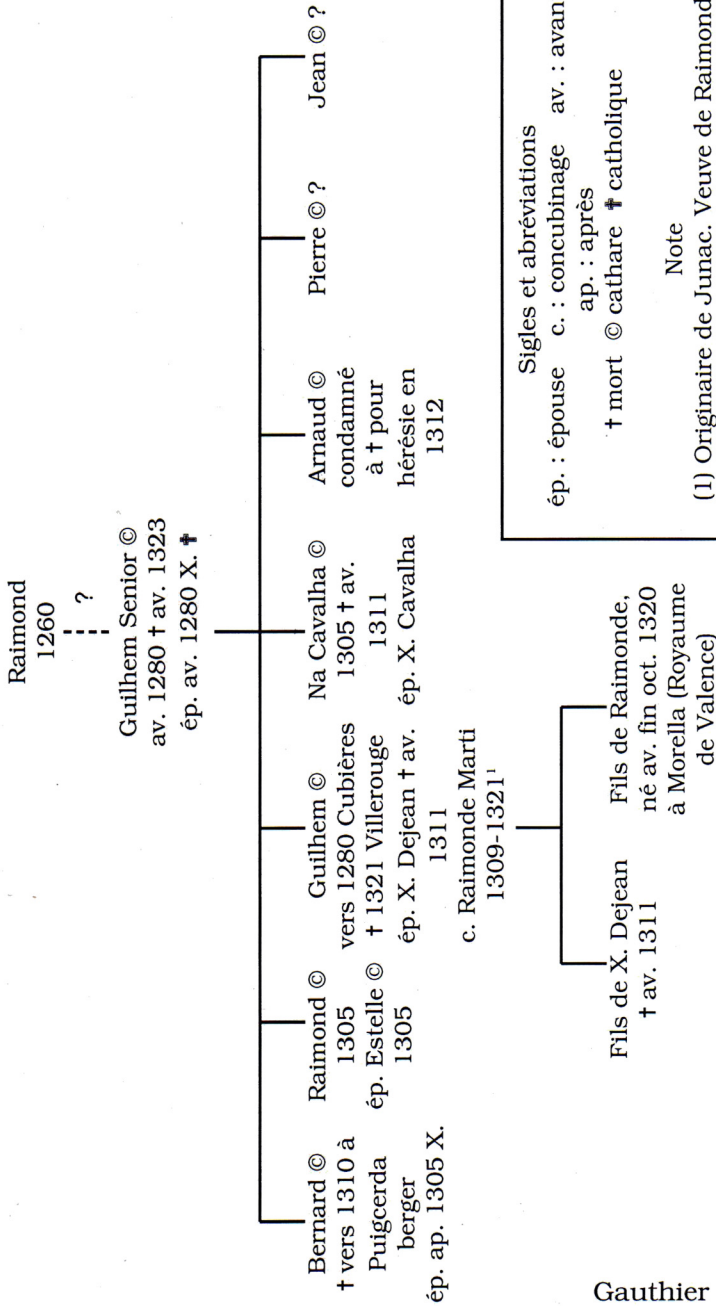 Raimond
1260
?
Guilhem Senior ©
av. 1280 † av. 1323
ép. av. 1280 X. ✝
Bernard ©
† vers 1310 à
Puigcerda
berger
ép. ap. 1305 X.
Raimond ©
1305
ép. Estelle ©
1305
Guilhem ©
vers 1280 Cubières
† 1321 Villerouge
ép. X. Dejean † av.
1311
c. Raimonde Marti
1309-1321¹
Na Cavalha ©
1305 † av.
1311
ép. X. Cavalha
Arnaud ©
condamné
à † pour
hérésie en
1312
Pierre © ?
Jean © ?
Fils de X. Dejean
† av. 1311
Fils de Raimonde,
né av. fin oct. 1320
à Morella (Royaume
de Valence)
Sigles et abréviations
ép. : épouse c. : concubinage av. : avan
ap. : après
† mort © cathare ✝ catholique
Note
(1) Originaire de Junac. Veuve de Raimond
Gauthier